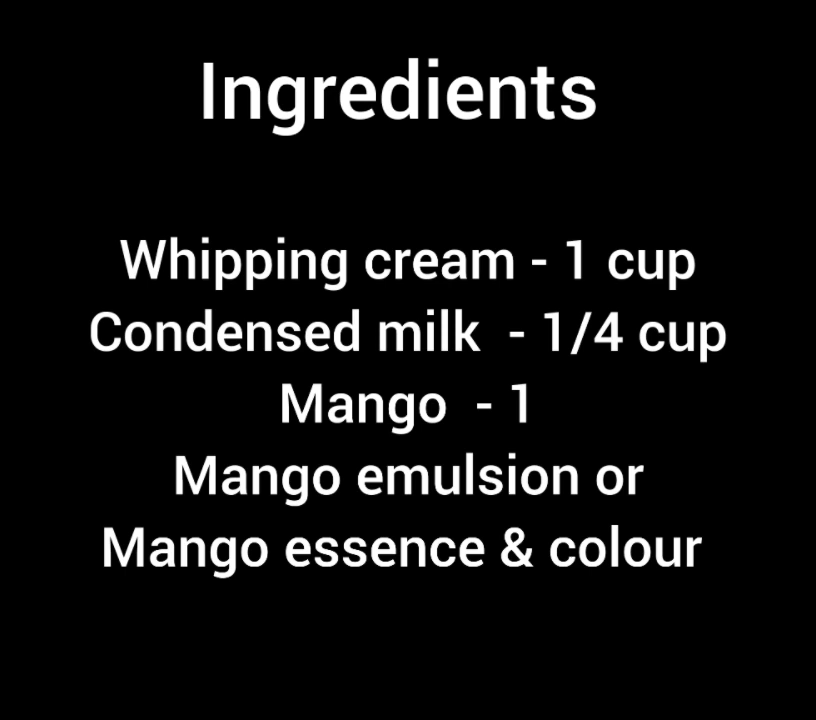 Ingredients
Whipping cream - 1 cup
Condensed milk - 1/4 cup
Mango - 1
Mango emulsion or
Mango essence & colour